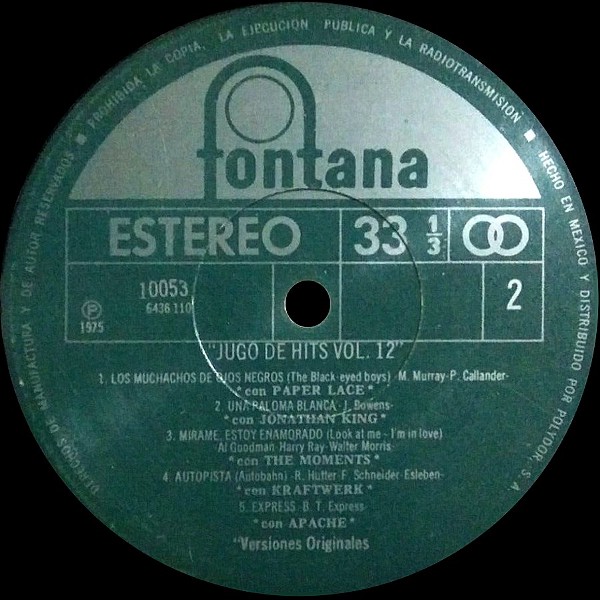 PROHIBIDA LA COPIA, LA EJECUCION PUBLICA Y LA RADIOTRANSMISION
HECHO EN MEXICO Y DISTRIBUIDO POR POLYDOR, S. A.
DERECHOS DE MANUFACTURA Y DE AUTOR RESERVADOS
fontana
ESTEREO 33 1/3
10053
6436 110
Ⓟ
1975
2
"JUGO DE HITS VOL. 12"
1. LOS MUCHACHOS DE OJOS NEGROS (The Black-eyed boys) -M. Murray-P. Callander-
*con PAPER LACE*
2. UNA PALOMA BLANCA -J. Bowens-
*con JONATHAN KING*
3. MIRAME, ESTOY ENAMORADO (Look at me - I'm in love)
-Al Goodman-Harry Ray-Walter Morris-
*con THE MOMENTS*
4. AUTOPISTA (Autobahn) -R. Hutter-F. Schneider-Esleben-
*con KRAFTWERK*
5. EXPRESS -B. T. Express-
*con APACHE*
"Versiones Originales